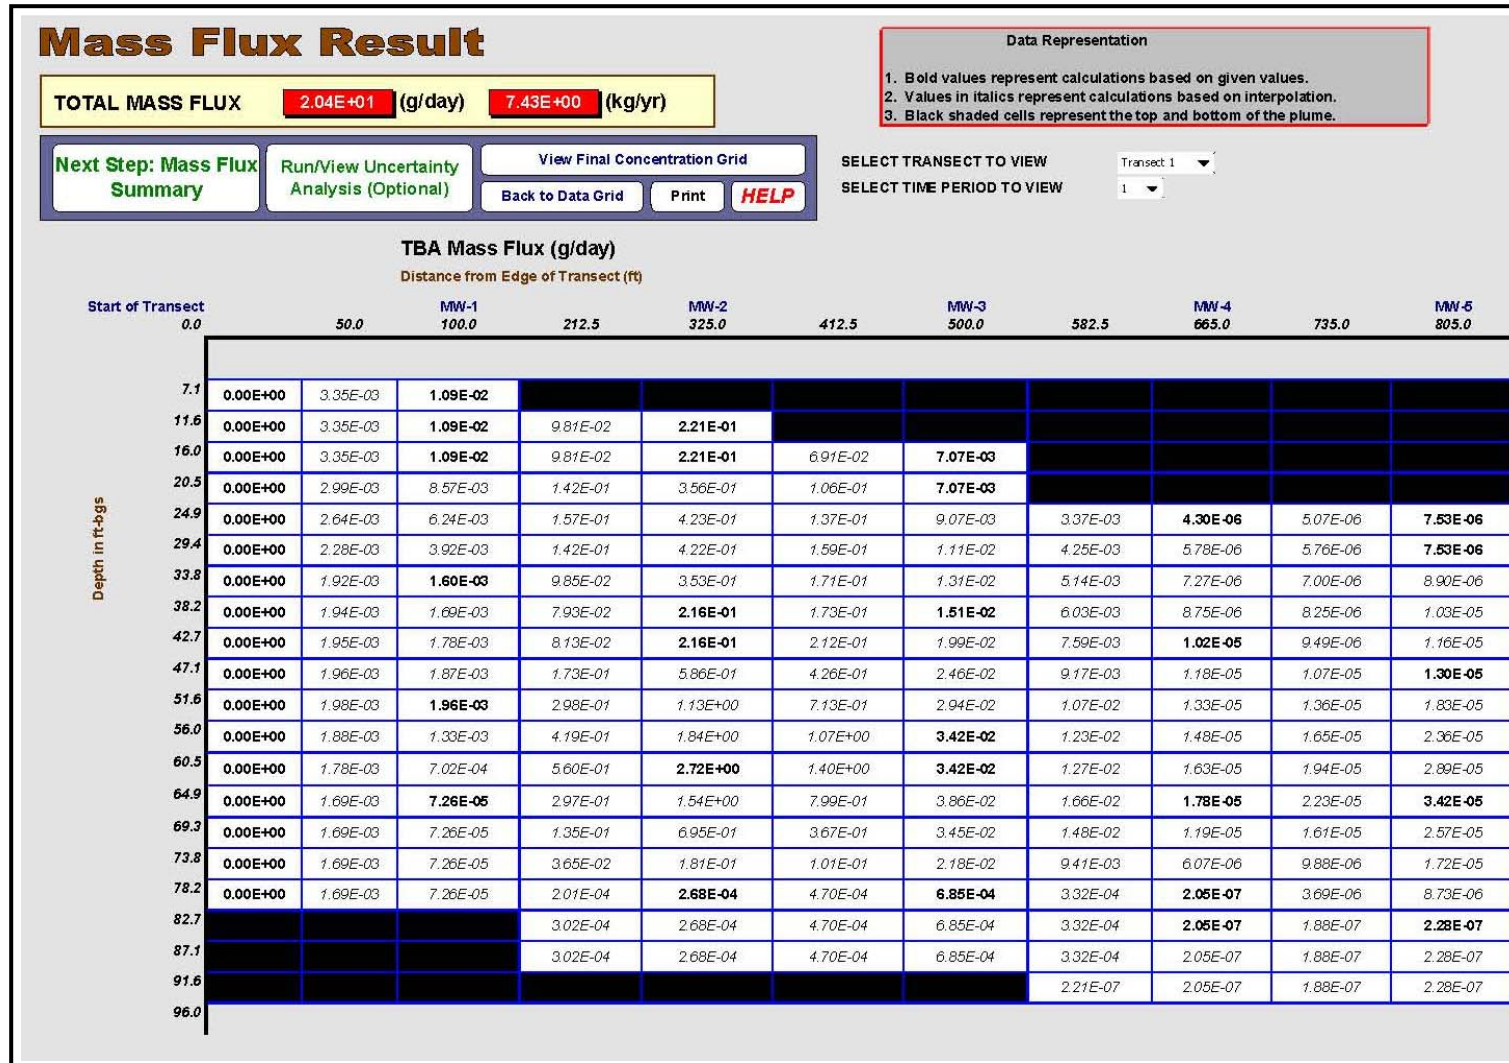 Mass Flux Result
TOTAL MASS FLUX 2.04E+01 (g/day) 7.43E+00 (kg/yr)
Data Representation
1. Bold values represent calculations based on given values.
2. Values in italics represent calculations based on interpolation.
3. Black shaded cells represent the top and bottom of the plume.
Next Step: Mass Flux
Summary
Run/View Uncertainty
Analysis (Optional)
View Final Concentration Grid
Back to Data Grid Print HELP
SELECT TRANSECT TO VIEW Transect 1
SELECT TIME PERIOD TO VIEW 1
TBA Mass Flux (g/day)
Distance from Edge of Transect (ft)
Start of Transect MW-1 MW-2 MW-3 MW-4 MW-5
0.0 50.0 100.0 212.5 325.0 412.5 500.0 582.5 665.0 735.0 805.0
Depth in ft-bgs
7.1
0.00E+00 3.35E-03 1.09E-02
11.6
0.00E+00 3.35E-03 1.09E-02 9.81E-02 2.21E-01
16.0
0.00E+00 3.35E-03 1.09E-02 9.81E-02 2.21E-01 6.91E-02 7.07E-03
20.5
0.00E+00 2.99E-03 8.57E-03 1.42E-01 3.56E-01 1.06E-01 7.07E-03
24.9
0.00E+00 2.64E-03 6.24E-03 1.57E-01 4.23E-01 1.37E-01 9.07E-03 3.37E-03 4.30E-06 5.07E-06 7.53E-06
29.4
0.00E+00 2.28E-03 3.92E-03 1.42E-01 4.22E-01 1.59E-01 1.11E-02 4.25E-03 5.78E-06 5.76E-06 7.53E-06
33.8
0.00E+00 1.92E-03 1.60E-03 9.85E-02 3.53E-01 1.71E-01 1.31E-02 5.14E-03 7.27E-06 7.00E-06 8.90E-06
38.2
0.00E+00 1.94E-03 1.69E-03 7.93E-02 2.16E-01 1.73E-01 1.51E-02 6.03E-03 8.75E-06 8.25E-06 1.03E-05
42.7
0.00E+00 1.95E-03 1.78E-03 8.13E-02 2.16E-01 2.12E-01 1.99E-02 7.59E-03 1.02E-05 9.49E-06 1.16E-05
47.1
0.00E+00 1.96E-03 1.87E-03 1.73E-01 5.86E-01 4.26E-01 2.46E-02 9.17E-03 1.18E-05 1.07E-05 1.30E-05
51.6
0.00E+00 1.98E-03 1.96E-03 2.98E-01 1.13E+00 7.13E-01 2.94E-02 1.07E-02 1.33E-05 1.36E-05 1.83E-05
56.0
0.00E+00 1.88E-03 1.33E-03 4.19E-01 1.84E+00 1.07E+00 3.42E-02 1.23E-02 1.48E-05 1.65E-05 2.36E-05
60.5
0.00E+00 1.78E-03 7.02E-04 5.60E-01 2.72E+00 1.40E+00 3.42E-02 1.27E-02 1.63E-05 1.94E-05 2.89E-05
64.9
0.00E+00 1.69E-03 7.26E-05 2.97E-01 1.54E+00 7.99E-01 3.86E-02 1.66E-02 1.78E-05 2.23E-05 3.42E-05
69.3
0.00E+00 1.69E-03 7.26E-05 1.35E-01 6.95E-01 3.67E-01 3.45E-02 1.48E-02 1.19E-05 1.61E-05 2.57E-05
73.8
0.00E+00 1.69E-03 7.26E-05 3.65E-02 1.81E-01 1.01E-01 2.18E-02 9.41E-03 6.07E-06 9.88E-06 1.72E-05
78.2
0.00E+00 1.69E-03 7.26E-05 2.01E-04 2.68E-04 4.70E-04 6.85E-04 3.32E-04 2.05E-07 3.69E-06 8.73E-06
82.7
3.02E-04 2.68E-04 4.70E-04 6.85E-04 3.32E-04 2.05E-07 1.88E-07 2.28E-07
87.1
3.02E-04 2.68E-04 4.70E-04 6.85E-04 3.32E-04 2.05E-07 1.88E-07 2.28E-07
91.6
2.21E-07 2.05E-07 1.88E-07 2.28E-07
96.0